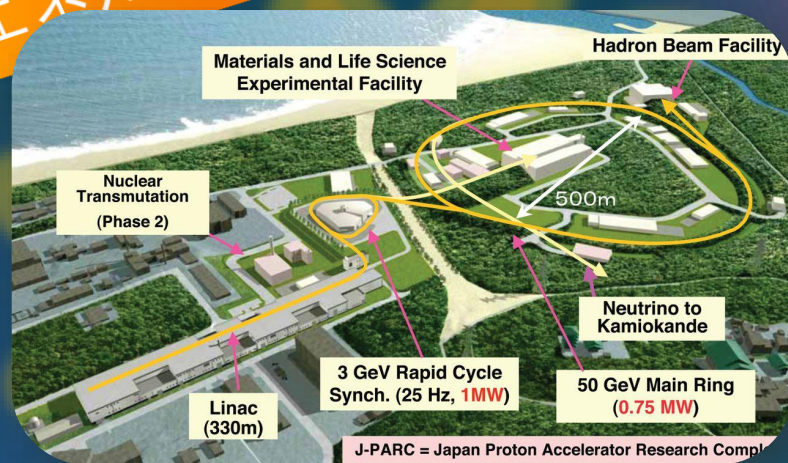 Materials and Life Science
Experimental Facility
Hadron Beam Facility
Nuclear
Transmutation
(Phase 2)
500m
Neutrino to
Kamiokande
3 GeV Rapid Cycle
Synch. (25 Hz, 1MW)
50 GeV Main Ring
(0.75 MW)
Linac
(330m)
J-PARC = Japan Proton Accelerator Research